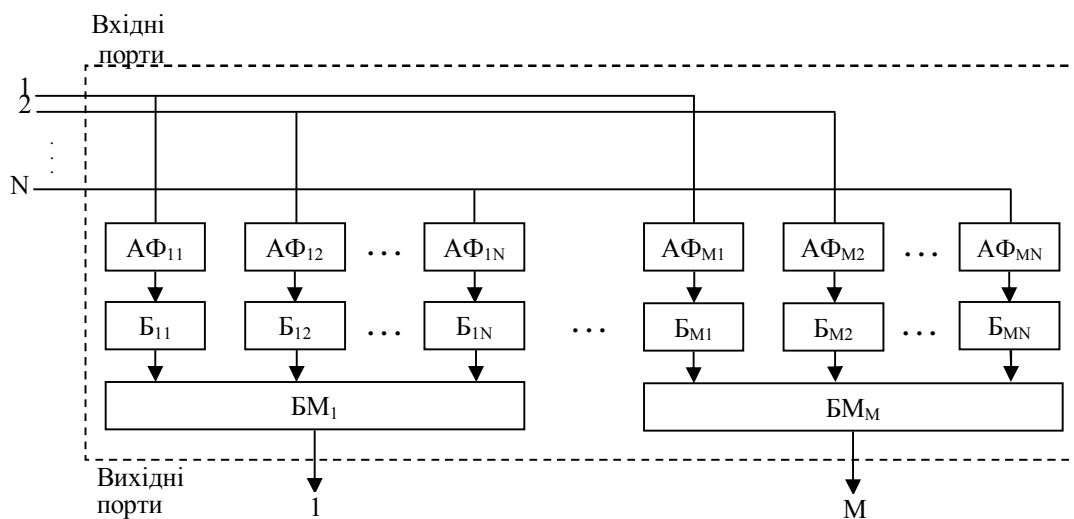 Вхідні
порти
1
2
. . . .
N
АФ11 АФ12 ... АФ1N АФM1 АФM2 ... АФMN
Б11 Б12 ... Б1N ... БM1 БM2 ... БMN
БМ1 БМM
Вихідні
порти
1 М